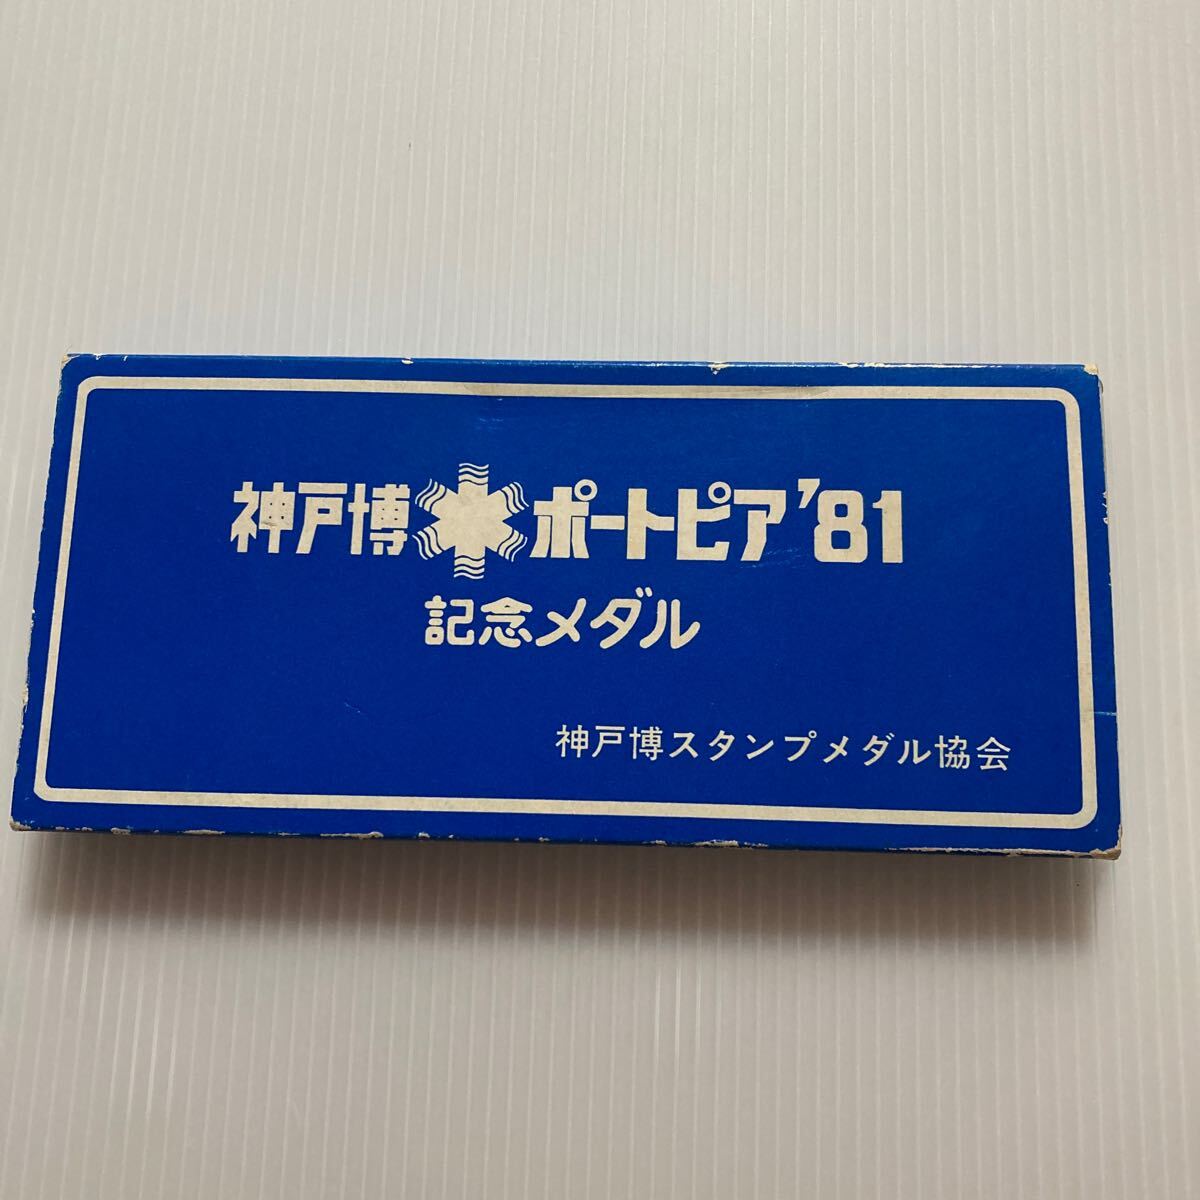 神戸博 ポートピア'81
記念メダル
神戸博スタンプメダル協会